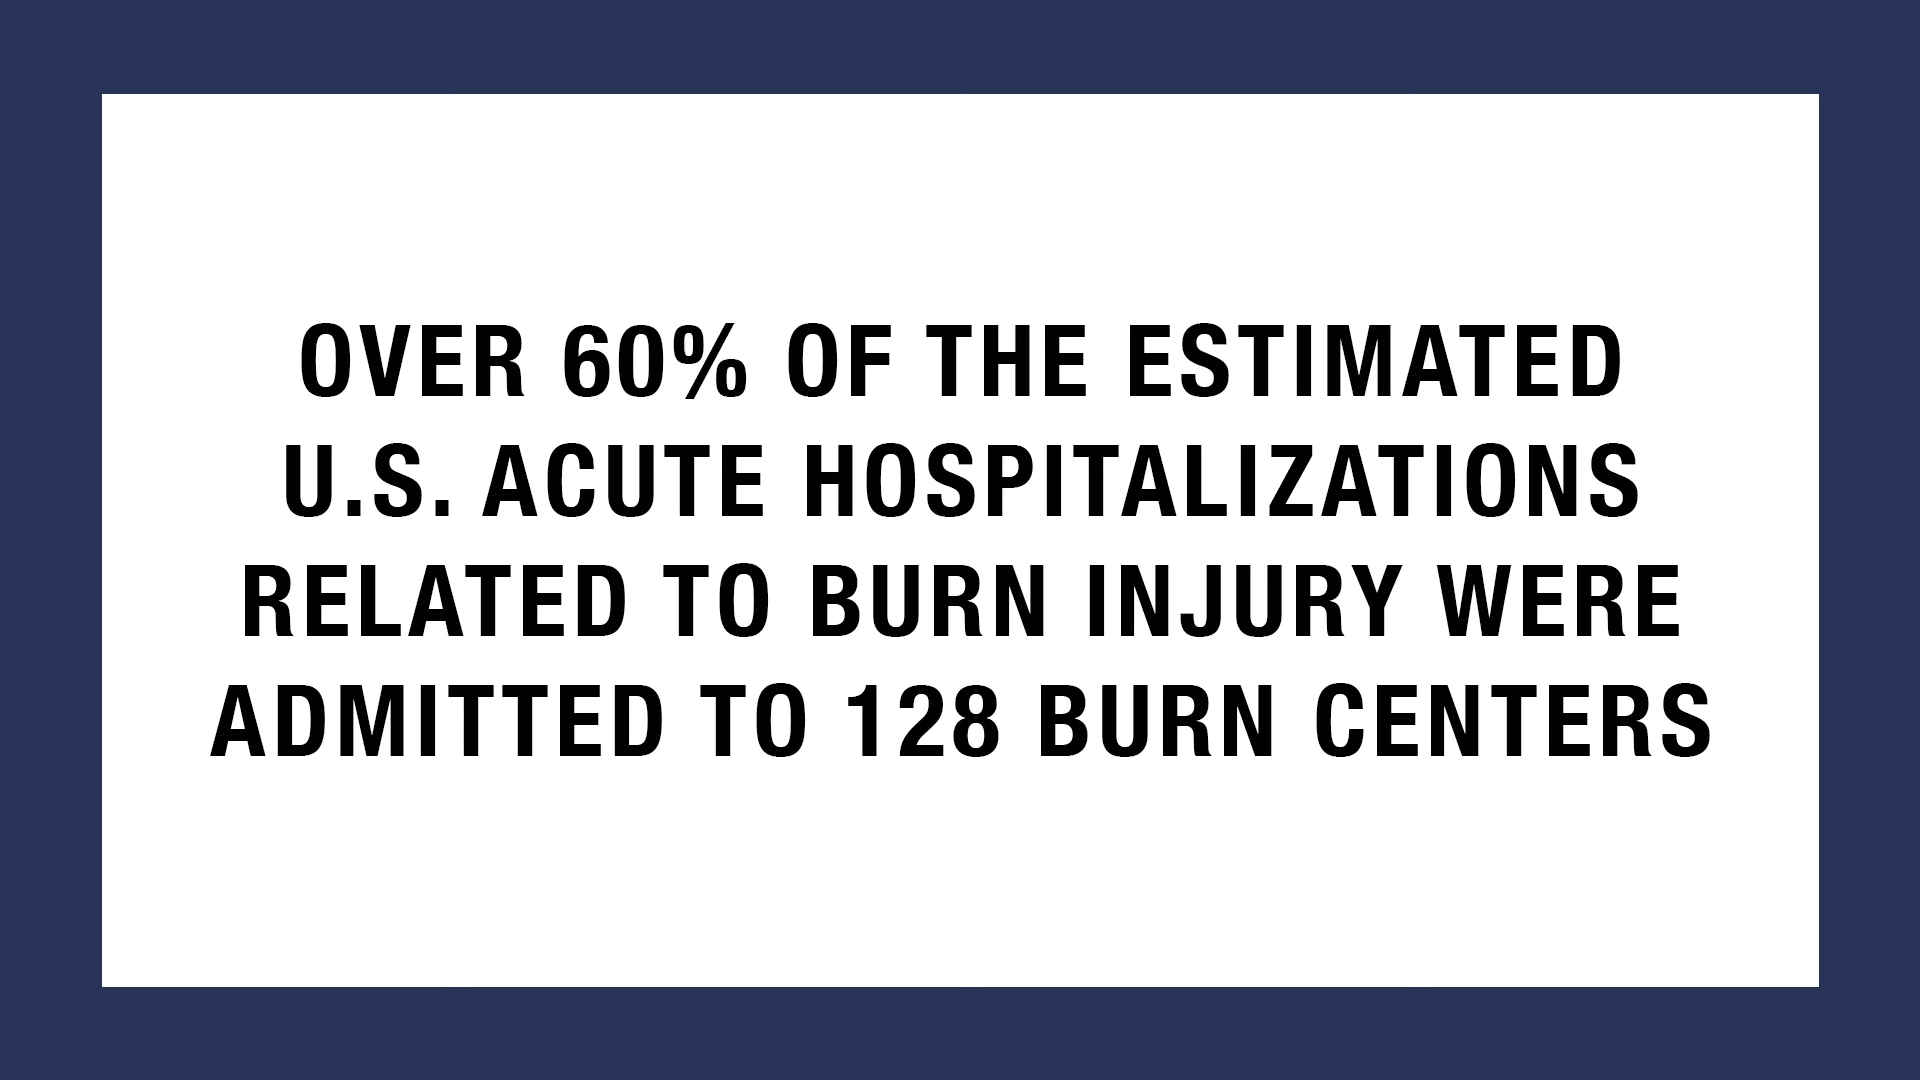 OVER 60% OF THE ESTIMATED
U.S. ACUTE HOSPITALIZATIONS
RELATED TO BURN INJURY WERE
ADMITTED TO 128 BURN CENTERS